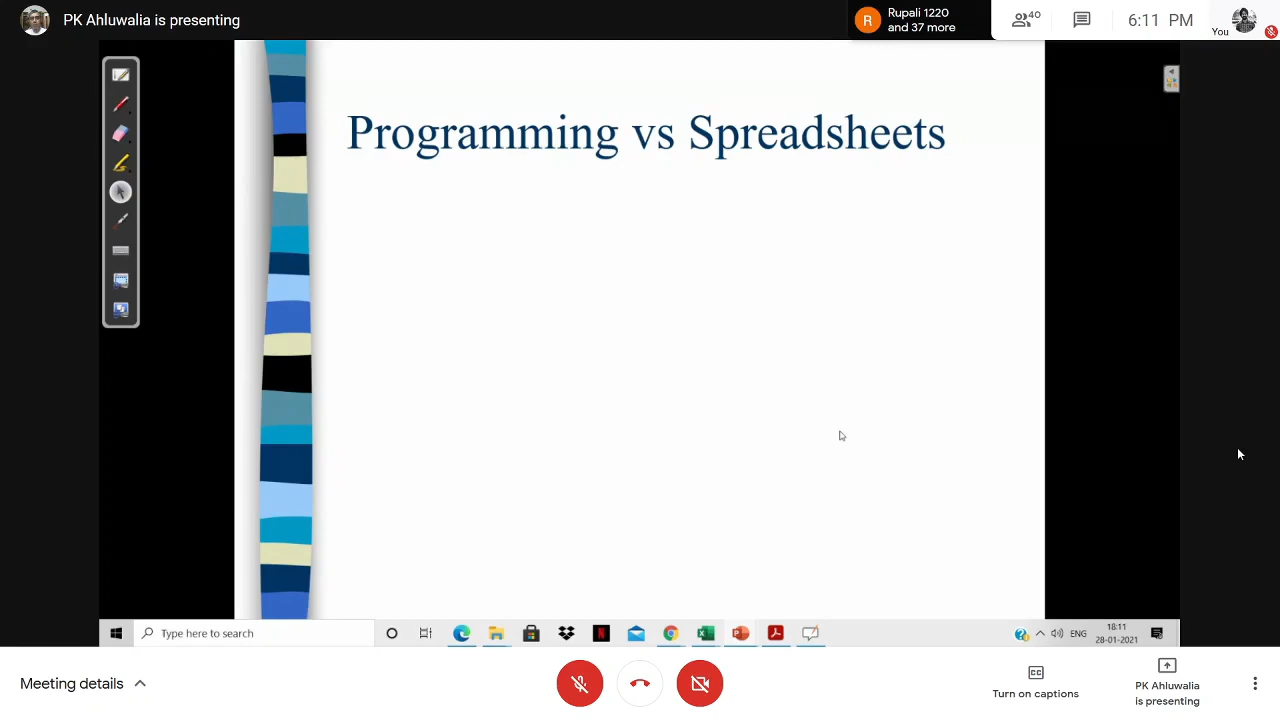 PK Ahluwalia is presenting
R
Rupali 1220
and 37 more
40
6:11 PM
You
Programming vs Spreadsheets
Type here to search
ENG
18:11
28-01-2021
Meeting details
CC
Turn on captions
PK Ahluwalia
is presenting